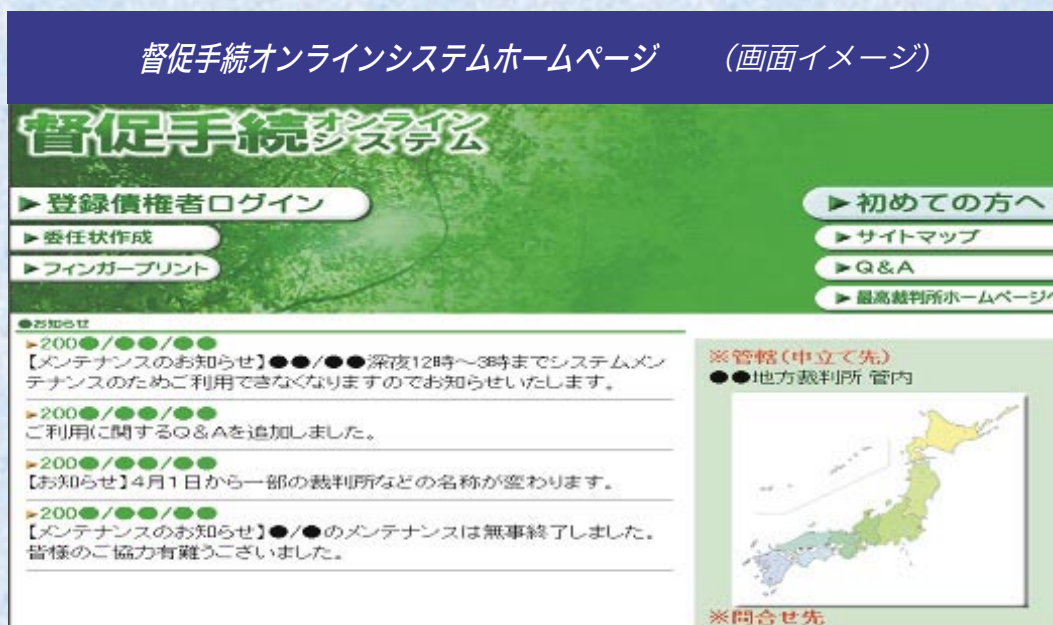 督促手続オンラインシステムホームページ　（画面イメージ）
督促手続オンラインシステム
▶登録債権者ログイン
▶委任状作成
▶フィンガープリント
▶初めての方へ
▶サイトマップ
▶Q&A
▶最高裁判所ホームページへ
●お知らせ
▶200●/●●/●●
【メンテナンスのお知らせ】●●/●●深夜12時～3時までシステムメン
テナンスのためご利用できなくなりますのでお知らせいたします。
▶200●/●●/●●
ご利用に関するQ&Aを追加しました。
▶200●/●●/●●
【お知らせ】4月1日から一部の裁判所などの名称が変わります。
▶200●/●●/●●
【メンテナンスのお知らせ】●/●のメンテナンスは無事終了しました。
皆様のご協力有難うございました。
※管轄(申立て先)
●●地方裁判所 管内
※問合せ先